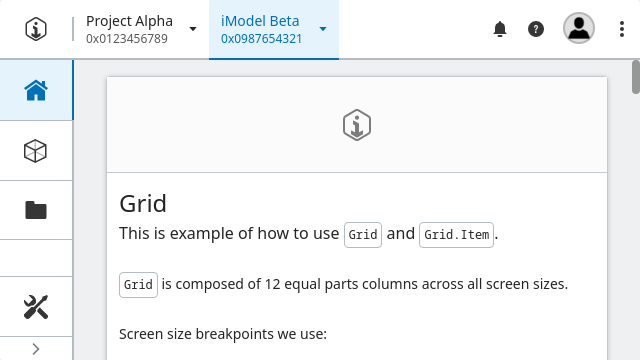 Project Alpha
0x0123456789
iModel Beta
0x0987654321
Grid
This is example of how to use Grid and Grid.Item.
Grid is composed of 12 equal parts columns across all screen sizes.
Screen size breakpoints we use: